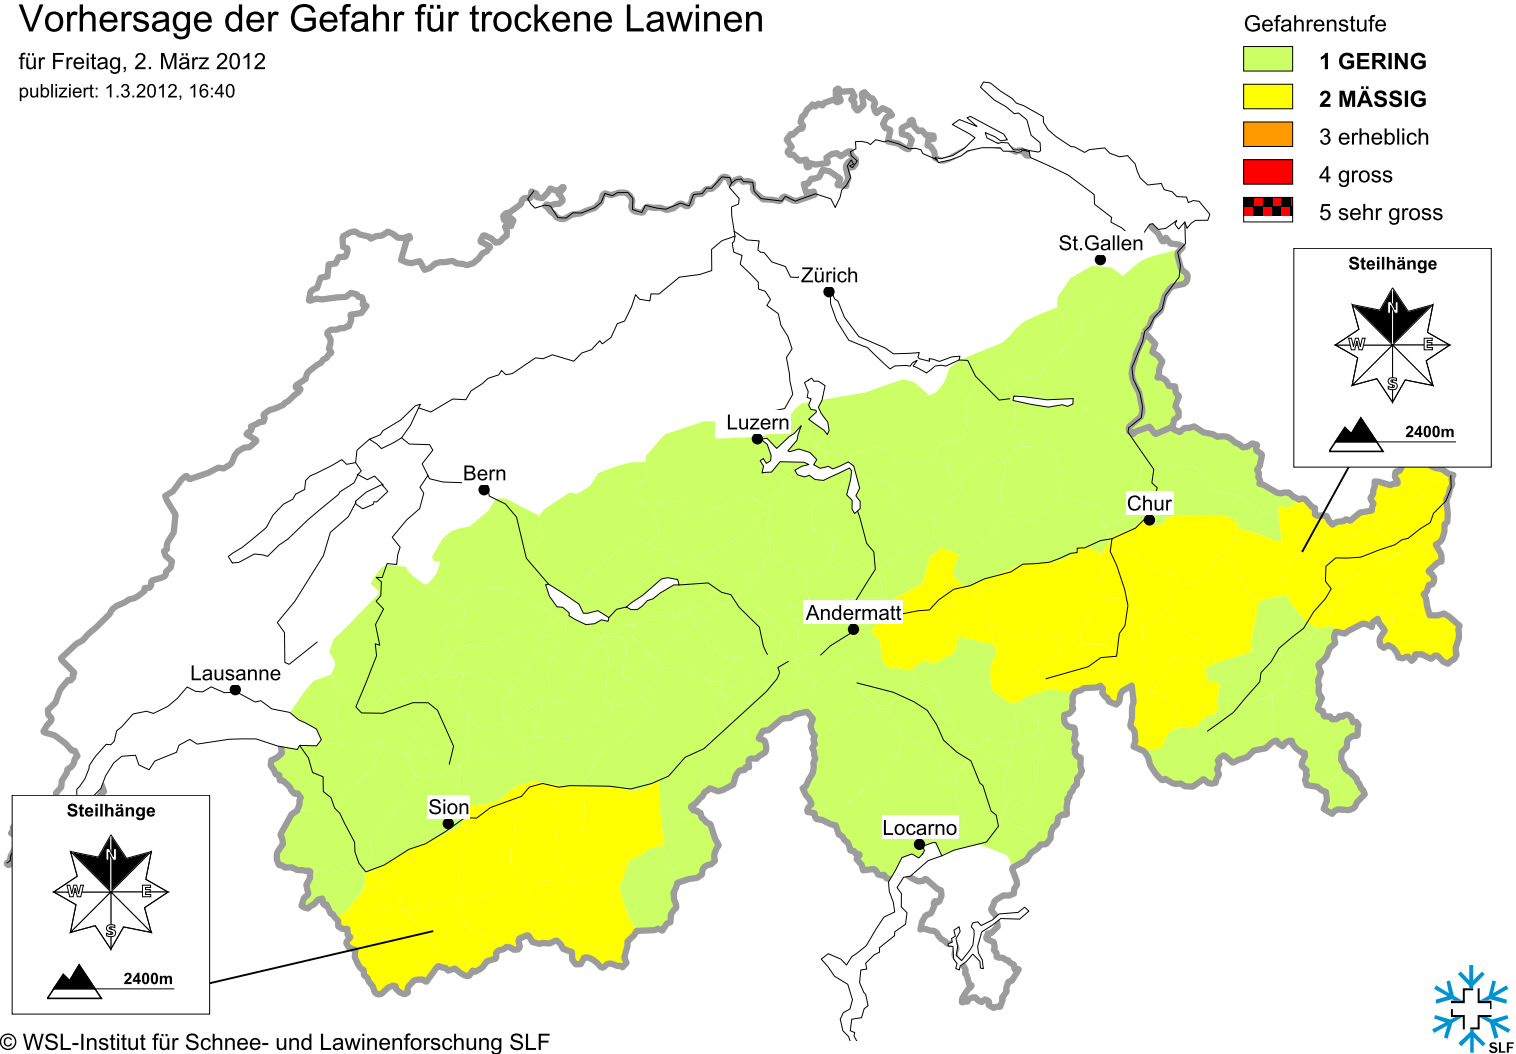 Vorhersage der Gefahr für trockene Lawinen
für Freitag, 2. März 2012
publiziert: 1.3.2012, 16:40
Gefahrenstufe
1 GERING
2 MÄSSIG
3 erheblich
4 gross
5 sehr gross
St.Gallen
Zürich
Steilhänge
N
W E
S
2400m
Luzern
Bern
Chur
Andermatt
Lausanne
Sion
Locarno
Steilhänge
N
W E
S
2400m
© WSL-Institut für Schnee- und Lawinenforschung SLF
SLF